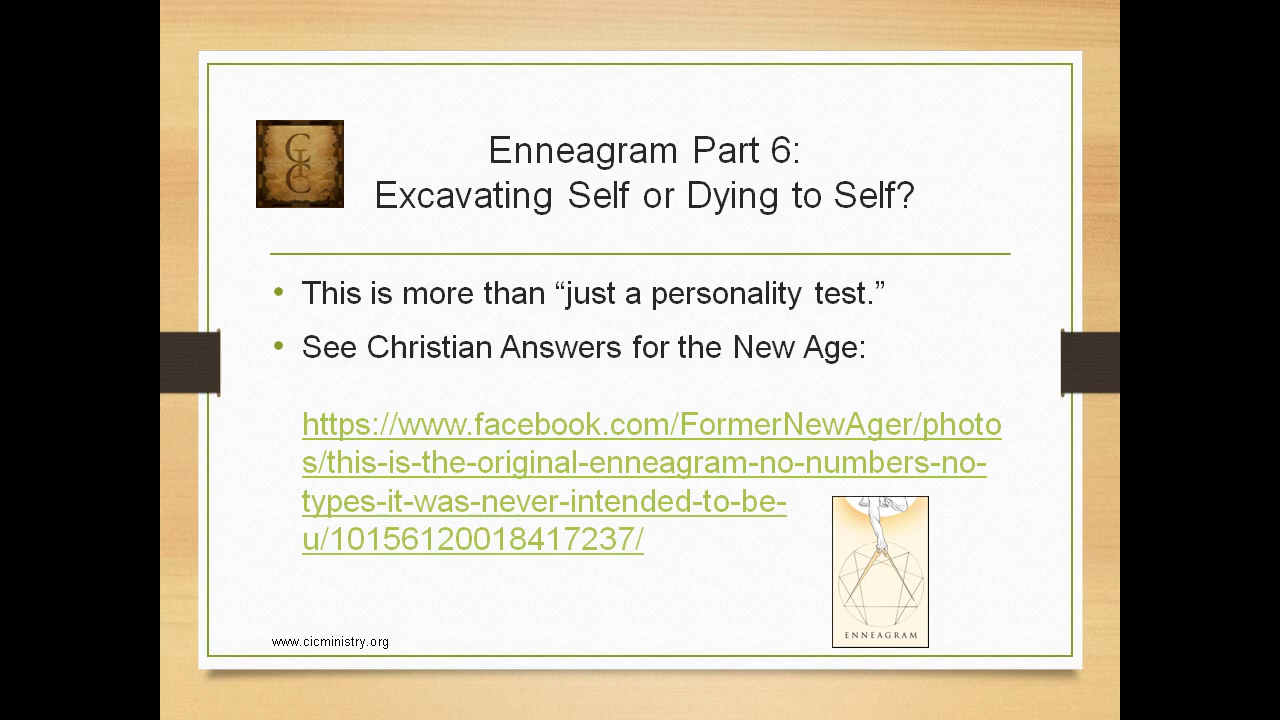 CIC
Enneagram Part 6:
Excavating Self or Dying to Self?
• This is more than “just a personality test.”
• See Christian Answers for the New Age:
https://www.facebook.com/FormerNewAger/photo
s/this-is-the-original-enneagram-no-numbers-no-
types-it-was-never-intended-to-be-
u/10156120018417237/
ENNEAGRAM
www.cicministry.org